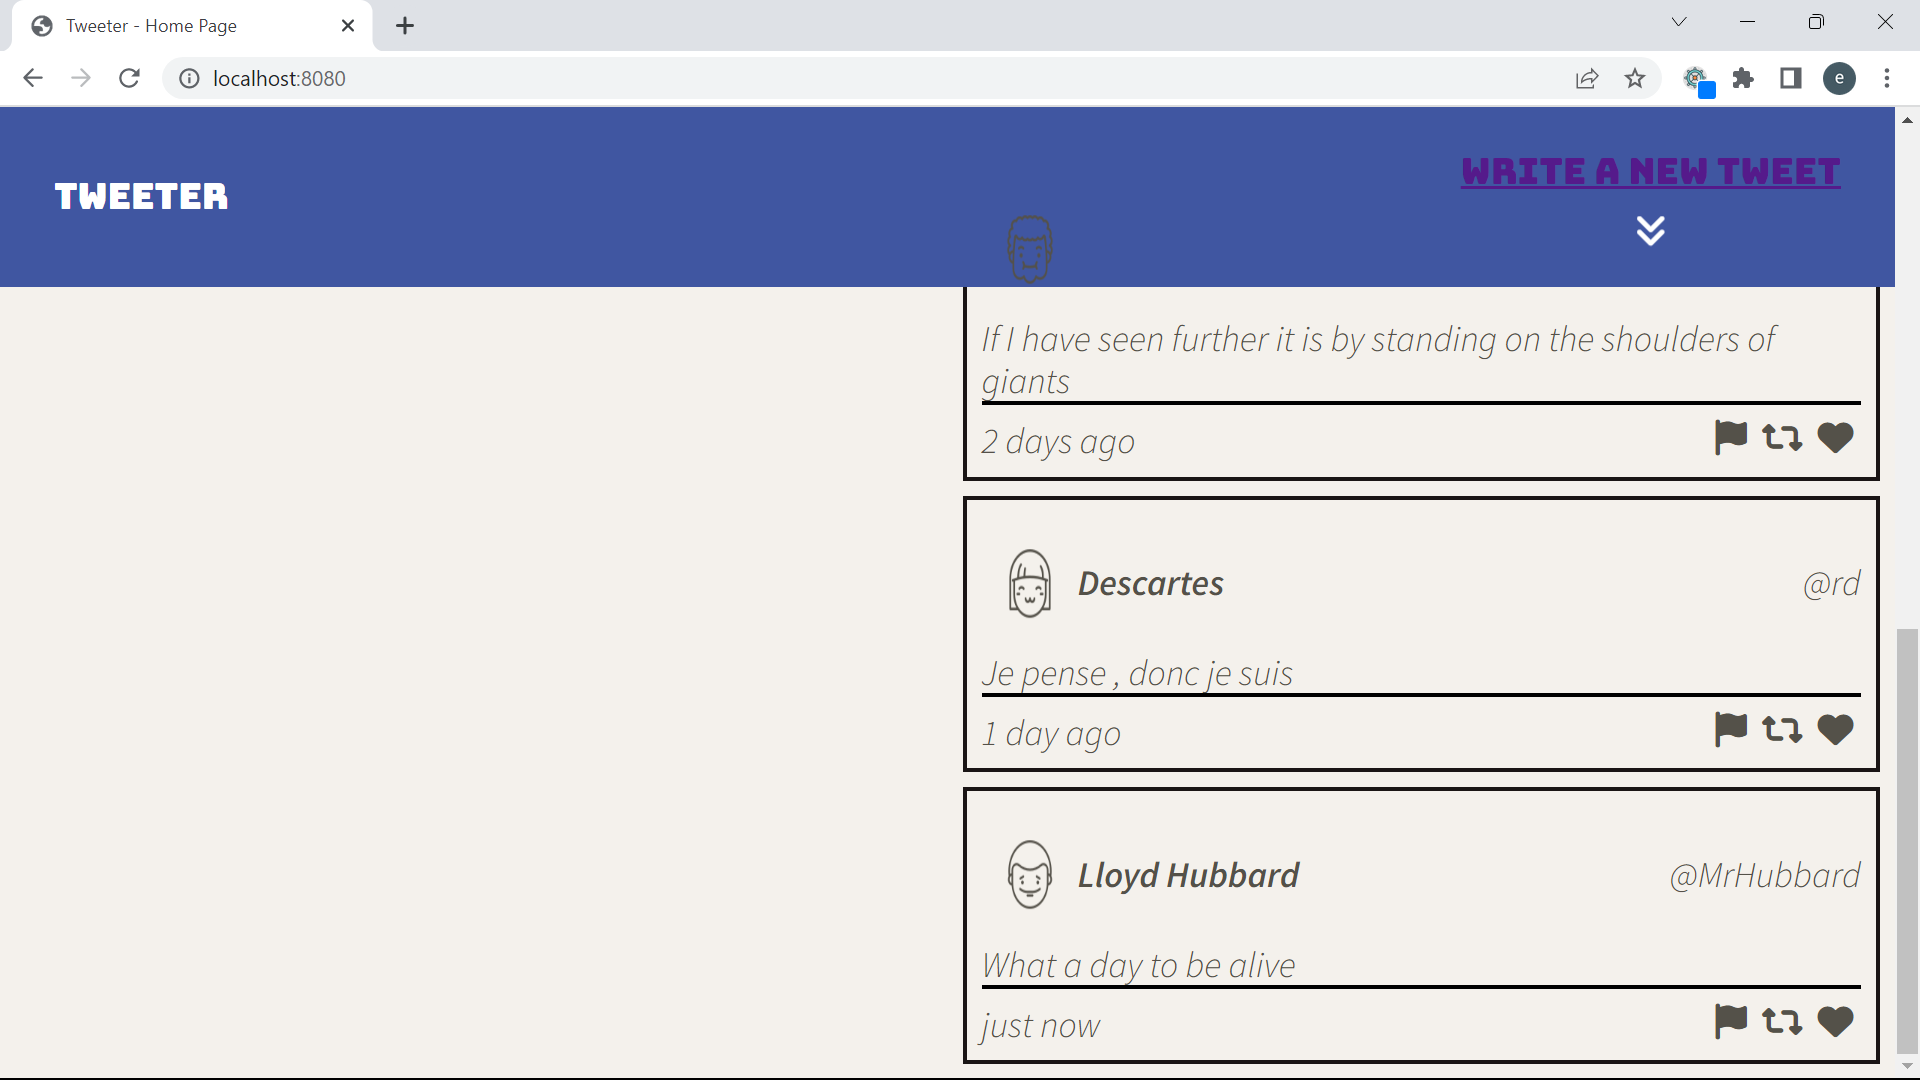 Tweeter - Home Page
localhost:8080
e
TWEETER
WRITE A NEW TWEET
If I have seen further it is by standing on the shoulders of
giants
2 days ago
Descartes @rd
Je pense , donc je suis
1 day ago
Lloyd Hubbard @MrHubbard
What a day to be alive
just now